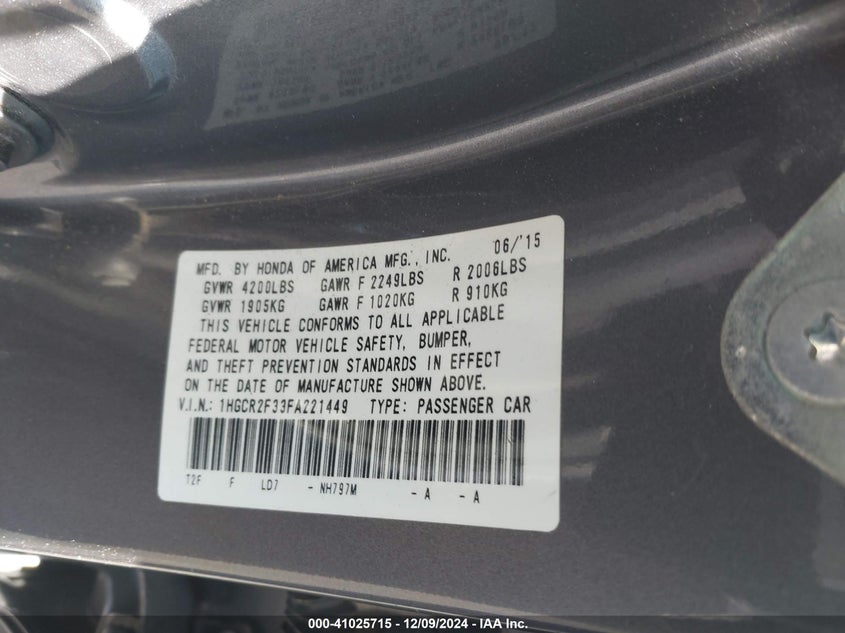 MFD. BY HONDA OF AMERICA MFG., INC. 06/'15
GVWR 4200LBS GAWR F 2249LBS R 2006LBS
GVWR 1905KG GAWR F 1020KG R 910KG
THIS VEHICLE CONFORMS TO ALL APPLICABLE
FEDERAL MOTOR VEHICLE SAFETY, BUMPER,
AND THEFT PREVENTION STANDARDS IN EFFECT
ON THE DATE OF MANUFACTURE SHOWN ABOVE.
V.I.N.: 1HGCR2F33FA221449 TYPE: PASSENGER CAR
T2F F LD7 - NH797M - A - A
000-41025715 - 12/09/2024 - IAA Inc.